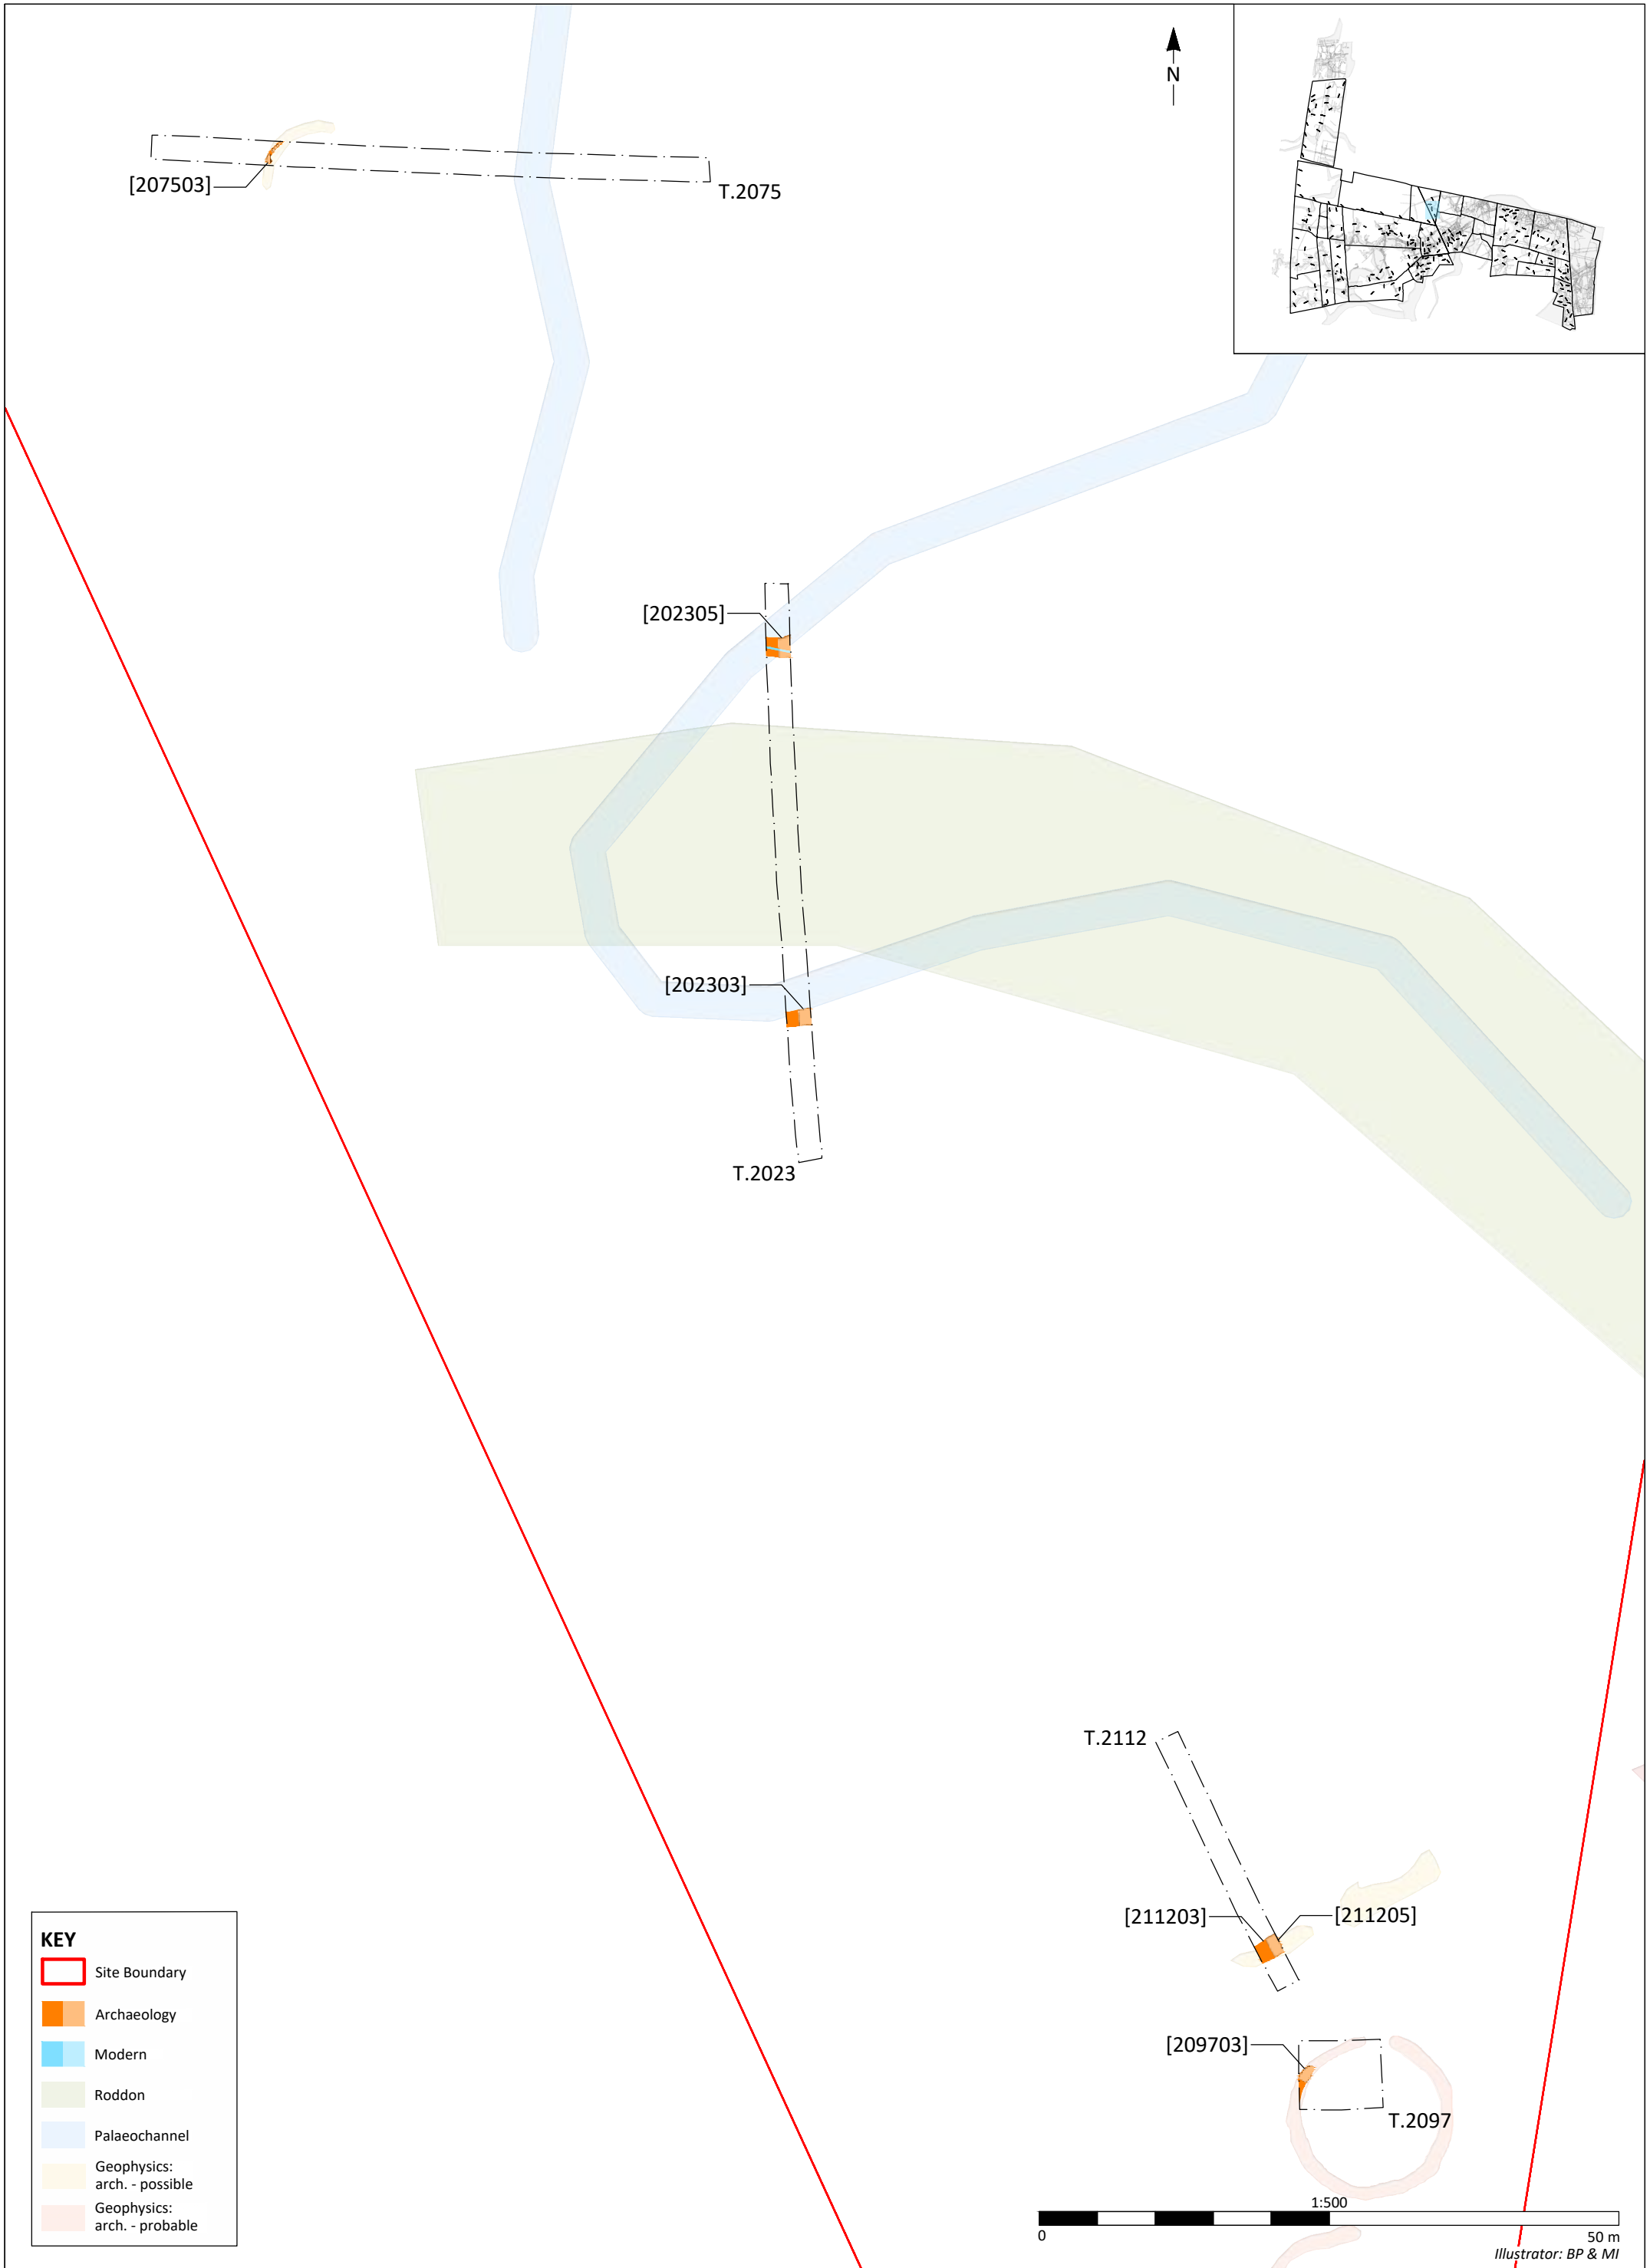 N
[207503]
T.2075
[202305]
[202303]
T.2023
T.2112
[211203]
[211205]
[209703]
T.2097
KEY
Site Boundary
Archaeology
Modern
Roddon
Palaeochannel
Geophysics:
arch. - possible
Geophysics:
arch. - probable
1:500
0
50 m
Illustrator: BP & MI